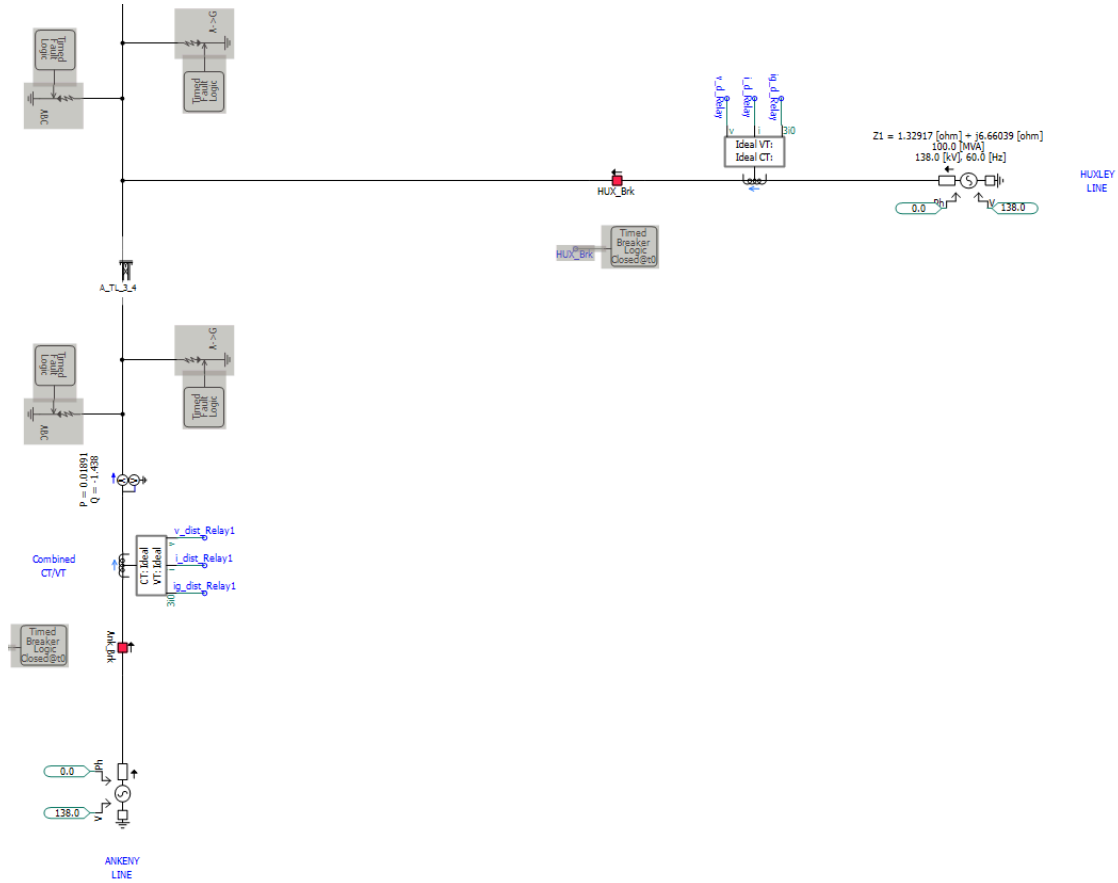 Timed
Fault
Logic
ABC
G<>-Y
Timed
Fault
Logic
v_d_Relay
i_d_Relay
ig_d_Relay
v
i
3i0
Ideal VT:
Ideal CT:
Z1 = 1.32917 [ohm] + j6.66039 [ohm]
100.0 [MVA]
138.0 [kV], 60.0 [Hz]
HUX_Brk
0.0
Ph
V
138.0
HUXLEY
LINE
HUX_Brk
Timed
Breaker
Logic
Closed@t0
A_TL_3_4
Timed
Fault
Logic
ABC
G<>-Y
Timed
Fault
Logic
P = 0.01891
Q = -1.438
Combined
CT/VT
CT: Ideal
VT: Ideal
v_dist_Relay1
v
i_dist_Relay1
i
ig_dist_Relay1
3i0
Timed
Breaker
Logic
Closed@t0
Ank_Brk
0.0
Ph
138.0
V
ANKENY
LINE